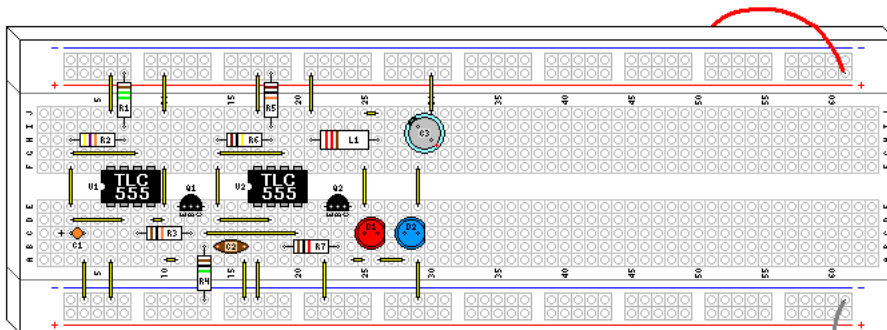 − −
+ +
5 10 15 20 25 30 35 40 45 50 55 60
R1 R5
J J
I I
H R2 R6 L1 C3 H
G G
F F
U1 TLC 555 Q1 U2 TLC 555 Q2
E EBC EBC E
D D
C + C1 R3 D1 D2 C
B C2 R7 B
A A
R4
5 10 15 20 25 30 35 40 45 50 55 60
− −
+ +